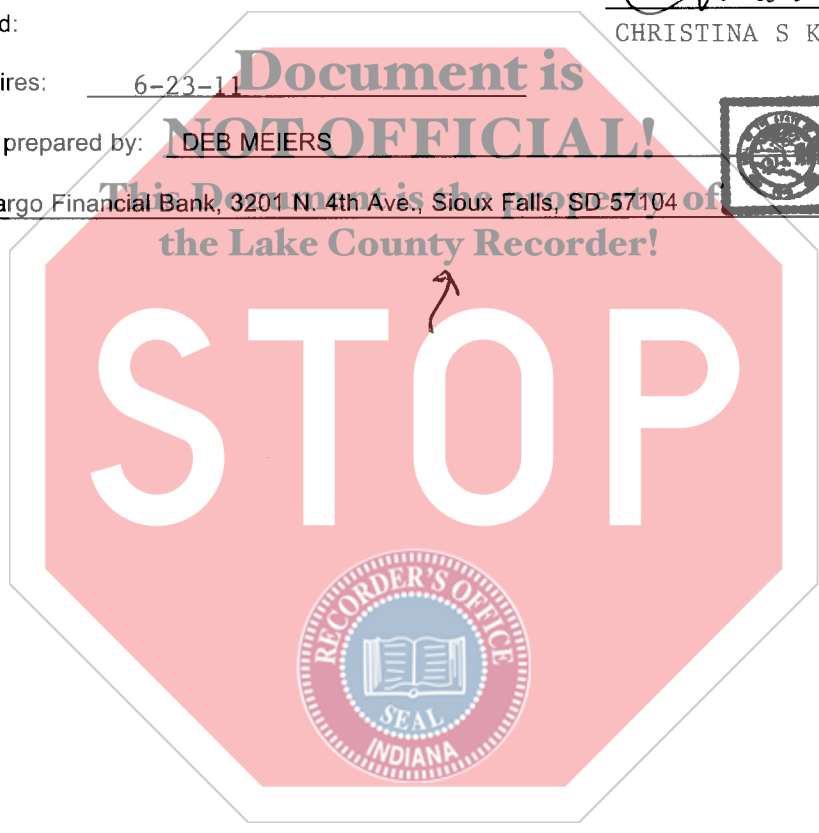 d:
CHRISTINA S K
Document is
ires: 6-23-11
NOT OFFICIAL!
prepared by: DEB MEIERS
This Document is the property of
argo Financial Bank, 3201 N. 4th Ave., Sioux Falls, SD 57104
the Lake County Recorder!
STOP
RECORDER'S OFFICE
SEAL
INDIANA